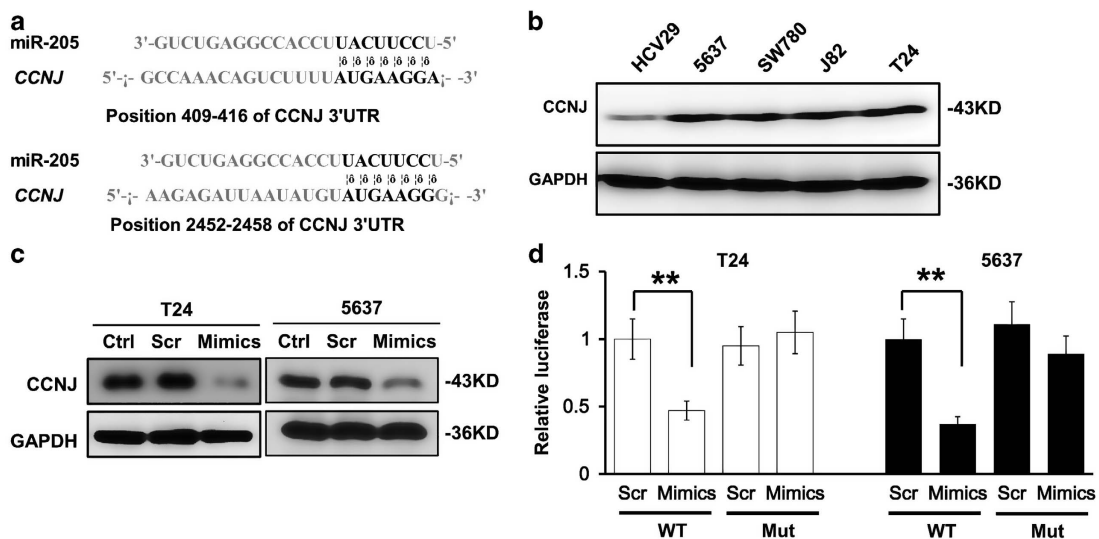 a
miR-205 3'-GUCUGAGGCCACCUUACUUCCU-5'
CCNJ 5'-¡- GCCAAACAGUCUUUUAUGAAGGA¡- -3'
Position 409-416 of CCNJ 3'UTR
miR-205 3'-GUCUGAGGCCACCUUACUUCCU-5'
CCNJ 5'-¡- AAGAGAUUAAUAUGUAUGAAGGG¡- -3'
Position 2452-2458 of CCNJ 3'UTR
b
HCV29 5637 SW780 J82 T24
CCNJ -43KD
GAPDH -36KD
c
T24 5637
Ctrl Scr Mimics Ctrl Scr Mimics
CCNJ -43KD
GAPDH -36KD
d
T24 5637
** **
Relative luciferase
1.5
1
0.5
0
Scr Mimics Scr Mimics Scr Mimics Scr Mimics
WT Mut WT Mut